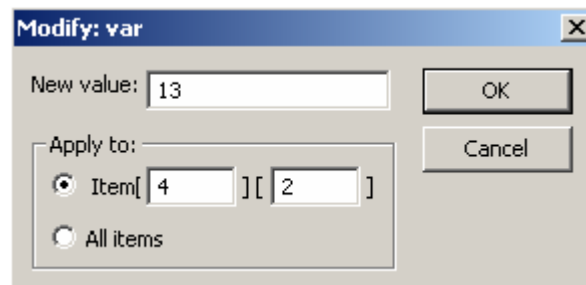 Modify: var
New value: 13
OK
Apply to:
Cancel
Item[ 4 ][ 2 ]
All items